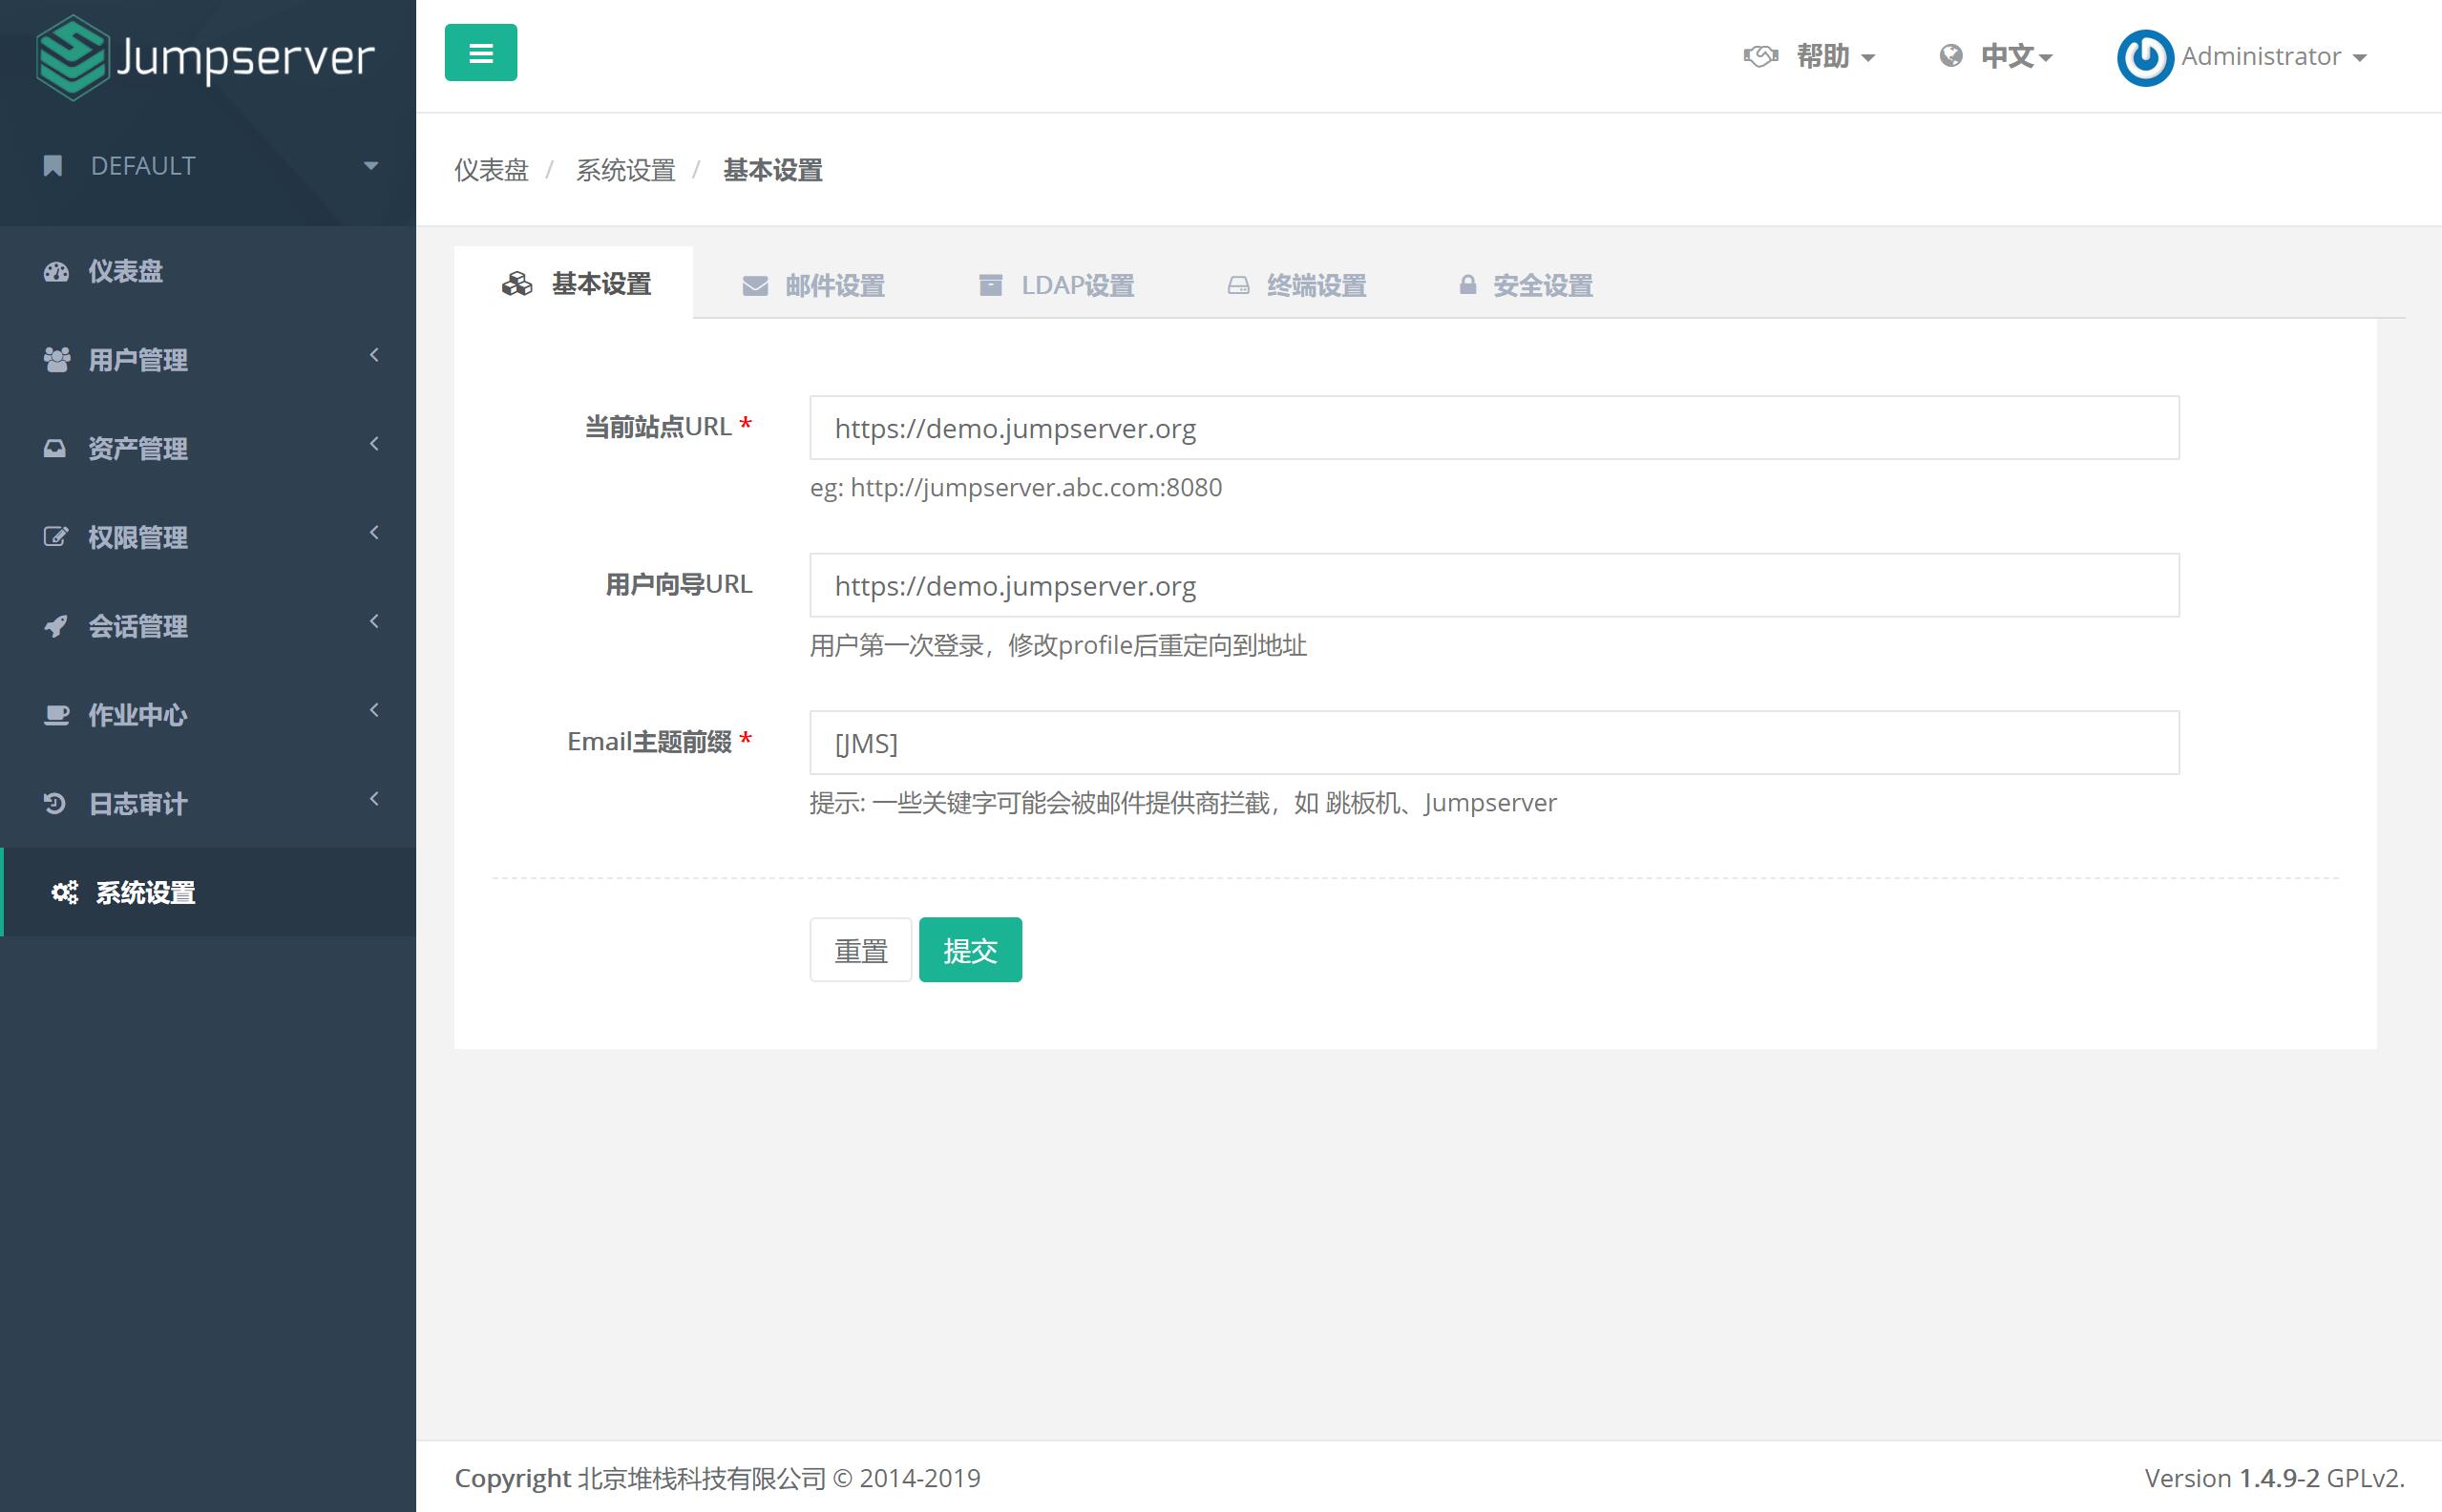 Jumpserver
帮助
中文
Administrator
DEFAULT
仪表盘 / 系统设置 / 基本设置
仪表盘
用户管理
资产管理
权限管理
会话管理
作业中心
日志审计
系统设置
基本设置
邮件设置
LDAP设置
终端设置
安全设置
当前站点URL *
https://demo.jumpserver.org
eg: http://jumpserver.abc.com:8080
用户向导URL
https://demo.jumpserver.org
用户第一次登录，修改profile后重定向到地址
Email主题前缀 *
[JMS]
提示: 一些关键字可能会被邮件提供商拦截，如 跳板机、Jumpserver
重置
提交
Copyright 北京堆栈科技有限公司 © 2014-2019
Version 1.4.9-2 GPLv2.